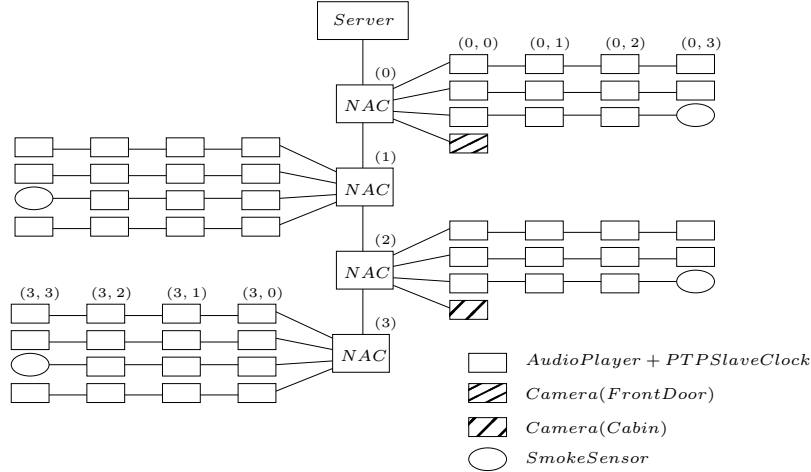 Server
(0, 0) (0, 1) (0, 2) (0, 3)
(0)
NAC
(1)
NAC
(2)
NAC
(3, 3) (3, 2) (3, 1) (3, 0)
(3)
NAC
AudioPlayer + PTPSlaveClock
Camera(FrontDoor)
Camera(Cabin)
SmokeSensor